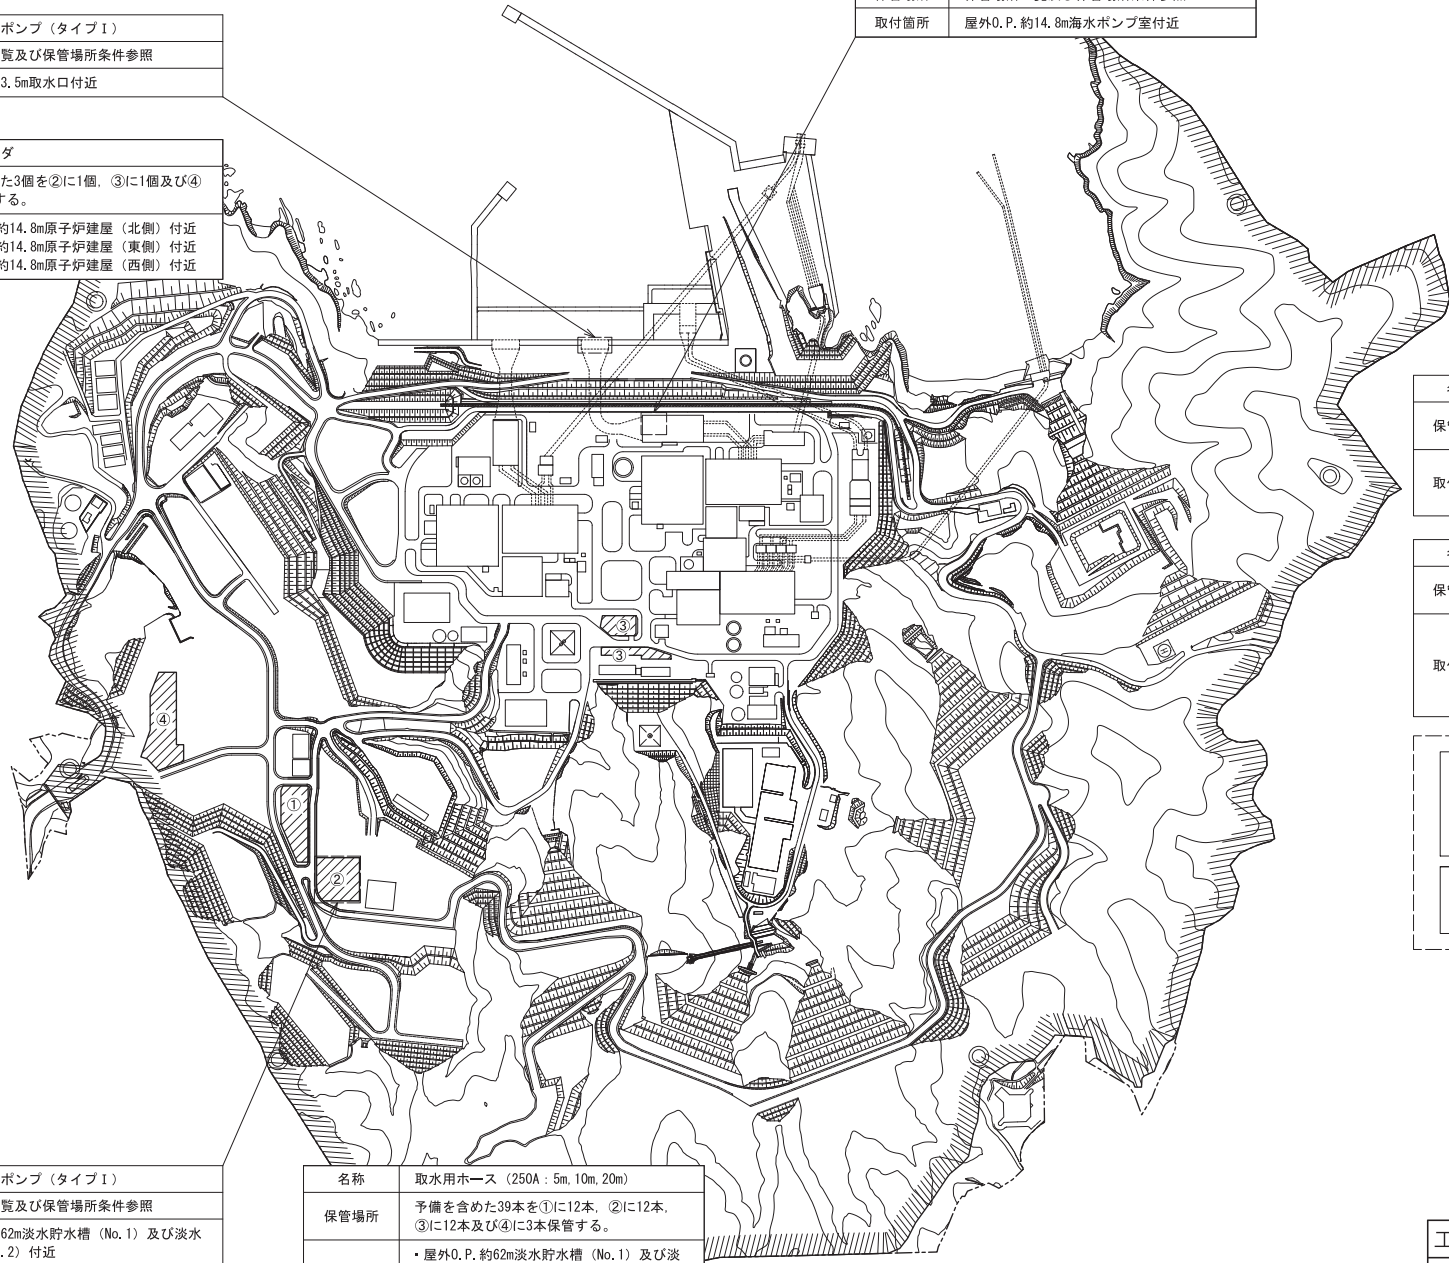 ポンプ（タイプⅠ）
覧及び保管場所条件参照
3.5m取水口付近
取付箇所
屋外O.P.約14.8m海水ポンプ室付近
ダ
た3個を②に1個，③に1個及び④
する。
約14.8m原子炉建屋（北側）付近
約14.8m原子炉建屋（東側）付近
約14.8m原子炉建屋（西側）付近
③
③
④
①
②
ポンプ（タイプⅠ）
覧及び保管場所条件参照
62m淡水貯水槽（No.1）及び淡水
.2）付近
名称
取水用ホース（250A：5m,10m,20m）
保管場所
予備を含めた39本を①に12本，②に12本，
③に12本及び④に3本保管する。
・屋外O.P.約62m淡水貯水槽（No.1）及び淡
保
取
保
取
工